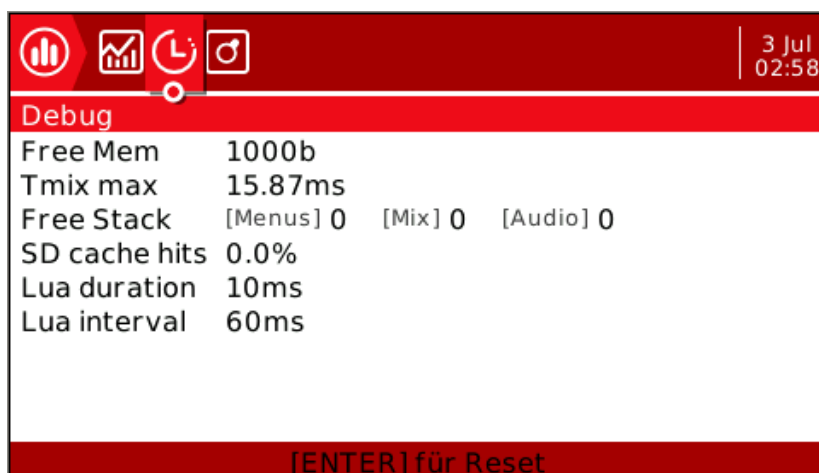 3 Jul
02:58
Debug
Free Mem 1000b
Tmix max 15.87ms
Free Stack [Menus] 0 [Mix] 0 [Audio] 0
SD cache hits 0.0%
Lua duration 10ms
Lua interval 60ms
[ENTER] für Reset